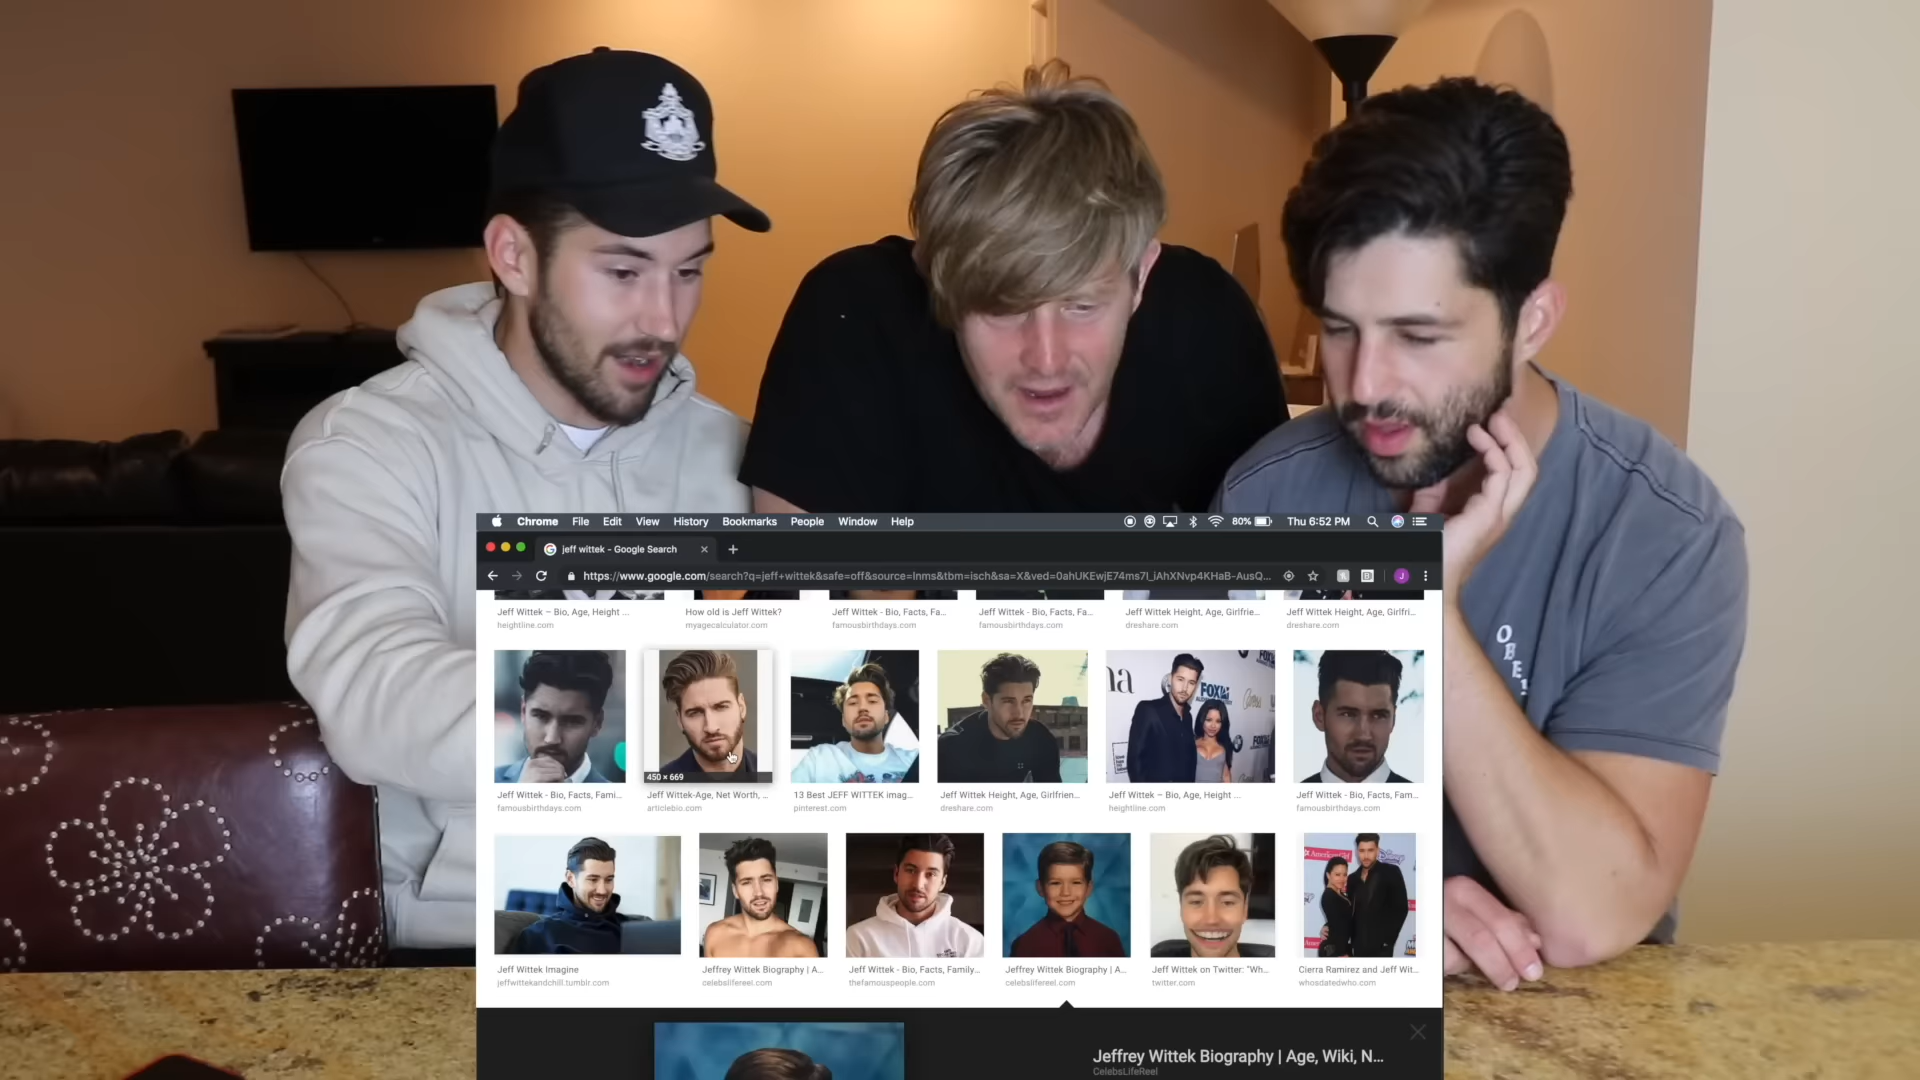 Chrome File Edit View History Bookmarks People Window Help 80% Thu 6:52 PM
jeff wittek - Google Search
https://www.google.com/search?q=jeff+wittek&safe=off&source=lnms&tbm=isch&sa=X&ved=0ahUKEwjE74ms7l_iAhXNvp4KHaB-AusQ...
J
Jeff Wittek – Bio, Age, Height ...
heightline.com
How old is Jeff Wittek?
myagecalculator.com
Jeff Wittek - Bio, Facts, Fa...
famousbirthdays.com
Jeff Wittek - Bio, Facts, Fa...
famousbirthdays.com
Jeff Wittek Height, Age, Girlfrie...
dreshare.com
Jeff Wittek Height, Age, Girlfri...
dreshare.com
na
FOX
FOX
450 × 669
Jeff Wittek - Bio, Facts, Fami...
famousbirthdays.com
Jeff Wittek-Age, Net Worth, ...
articlebio.com
13 Best JEFF WITTEK imag...
pinterest.com
Jeff Wittek Height, Age, Girlfrien...
dreshare.com
Jeff Wittek – Bio, Age, Height ...
heightline.com
Jeff Wittek - Bio, Facts, Fam...
famousbirthdays.com
Jeff Wittek Imagine
jeffwittekandchill.tumblr.com
Jeffrey Wittek Biography | A...
celebslifereel.com
Jeff Wittek - Bio, Facts, Family...
thefamouspeople.com
Jeffrey Wittek Biography | A...
celebslifereel.com
Jeff Wittek on Twitter: "Wh...
twitter.com
Cierra Ramirez and Jeff Wit...
whosdatedwho.com
Jeffrey Wittek Biography | Age, Wiki, N...
CelebsLifeReel
OBEY